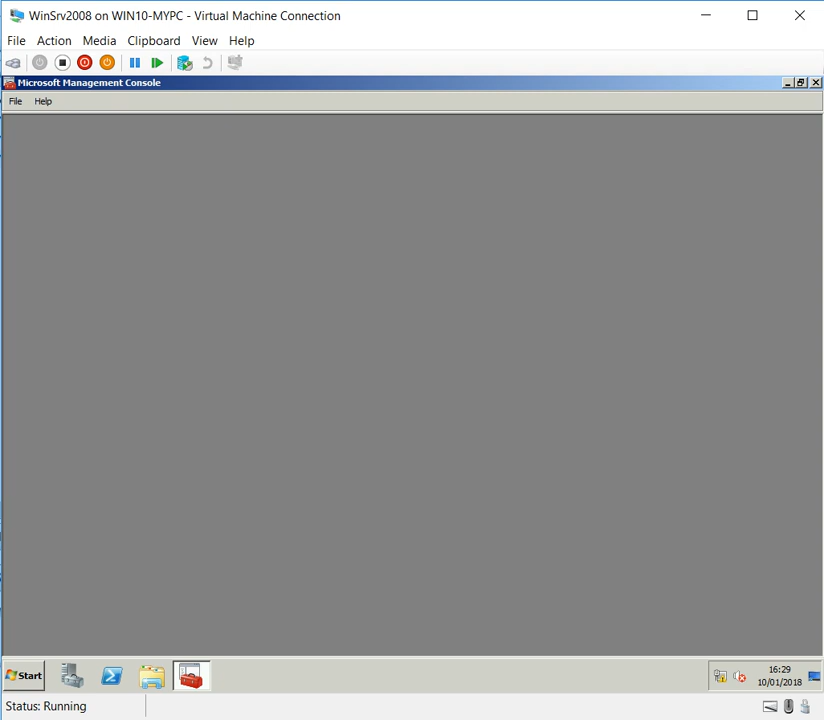 WinSrv2008 on WIN10-MYPC - Virtual Machine Connection
File Action Media Clipboard View Help
Microsoft Management Console
File Help
Start
16:29
10/01/2018
Status: Running